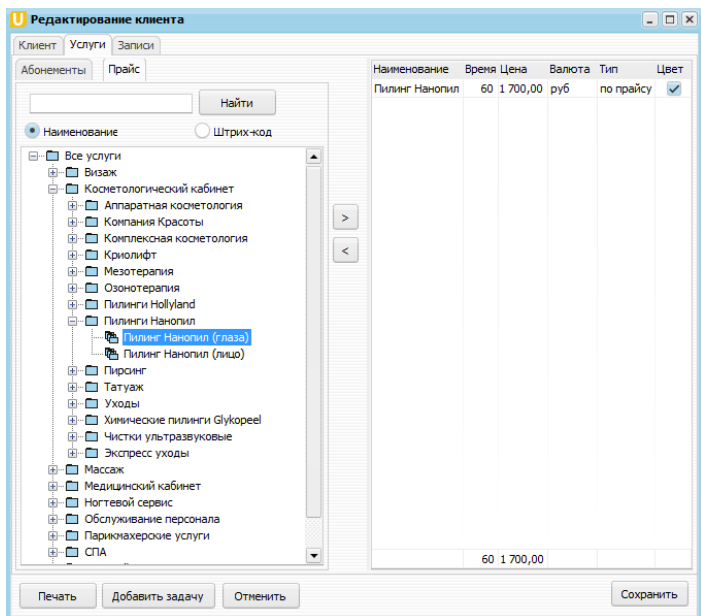 U Редактирование клиента
Клиент Услуги Записи
Абонементы Прайс
Найти
Наименование Штрих-код
Все услуги
Визаж
Косметологический кабинет
Аппаратная косметология
Компания Красоты
Комплексная косметология
Криолифт
Мезотерапия
Озонотерапия
Пилинги Hollyland
Пилинги Нанопил
Пилинг Нанопил (глаза)
Пилинг Нанопил (лицо)
Пирсинг
Татуаж
Уходы
Химические пилинги Glykopeel
Чистки ультразвуковые
Экспресс уходы
Массаж
Медицинский кабинет
Ногтевой сервис
Обслуживание персонала
Парикмахерские услуги
СПА
>
<
Наименование Время Цена Валюта Тип Цвет
Пилинг Нанопил 60 1 700,00 руб по прайсу
60 1 700,00
Печать Добавить задачу Отменить Сохранить